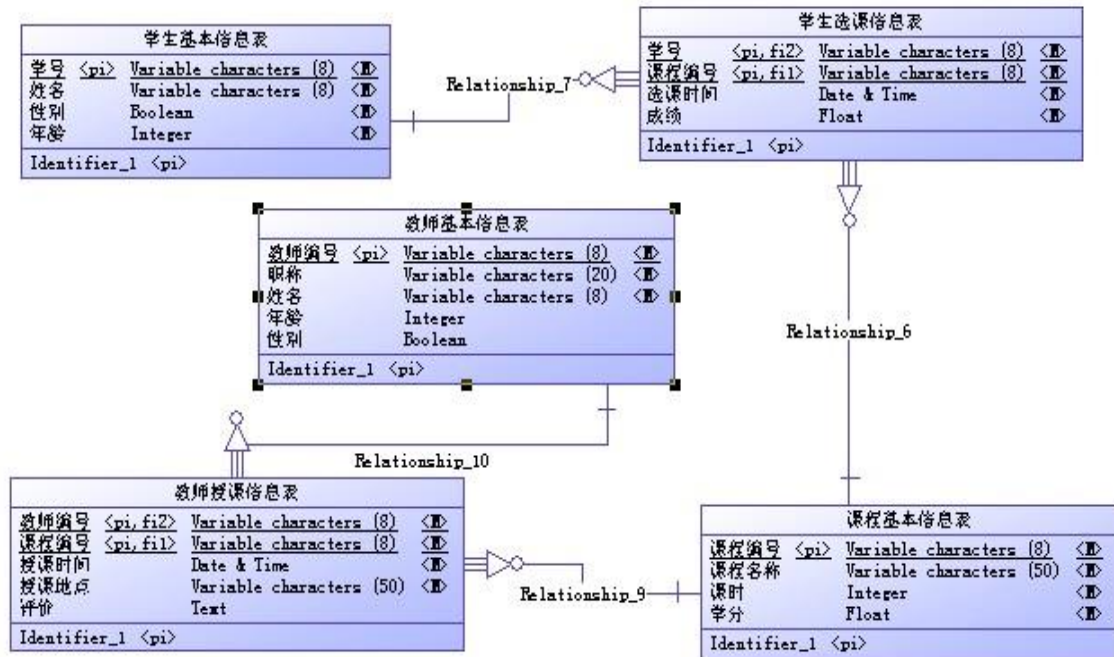 学生基本信息表
学号 <pi> Variable characters (8) <M>
姓名 Variable characters (8) <M>
性别 Boolean <M>
年龄 Integer <M>
Identifier_1 <pi>
Relationship_7
学生选课信息表
学号 <pi,fi2> Variable characters (8) <M>
课程编号 <pi,fi1> Variable characters (8) <M>
选课时间 Date & Time <M>
成绩 Float <M>
Identifier_1 <pi>
教师基本信息表
教师编号 <pi> Variable characters (8) <M>
职称 Variable characters (20) <M>
姓名 Variable characters (8) <M>
年龄 Integer
性别 Boolean
Identifier_1 <pi>
Relationship_6
Relationship_10
教师授课信息表
教师编号 <pi,fi2> Variable characters (8) <M>
课程编号 <pi,fi1> Variable characters (8) <M>
授课时间 Date & Time <M>
授课地点 Variable characters (50) <M>
评价 Text
Identifier_1 <pi>
Relationship_9
课程基本信息表
课程编号 <pi> Variable characters (8) <M>
课程名称 Variable characters (50) <M>
课时 Integer <M>
学分 Float <M>
Identifier_1 <pi>